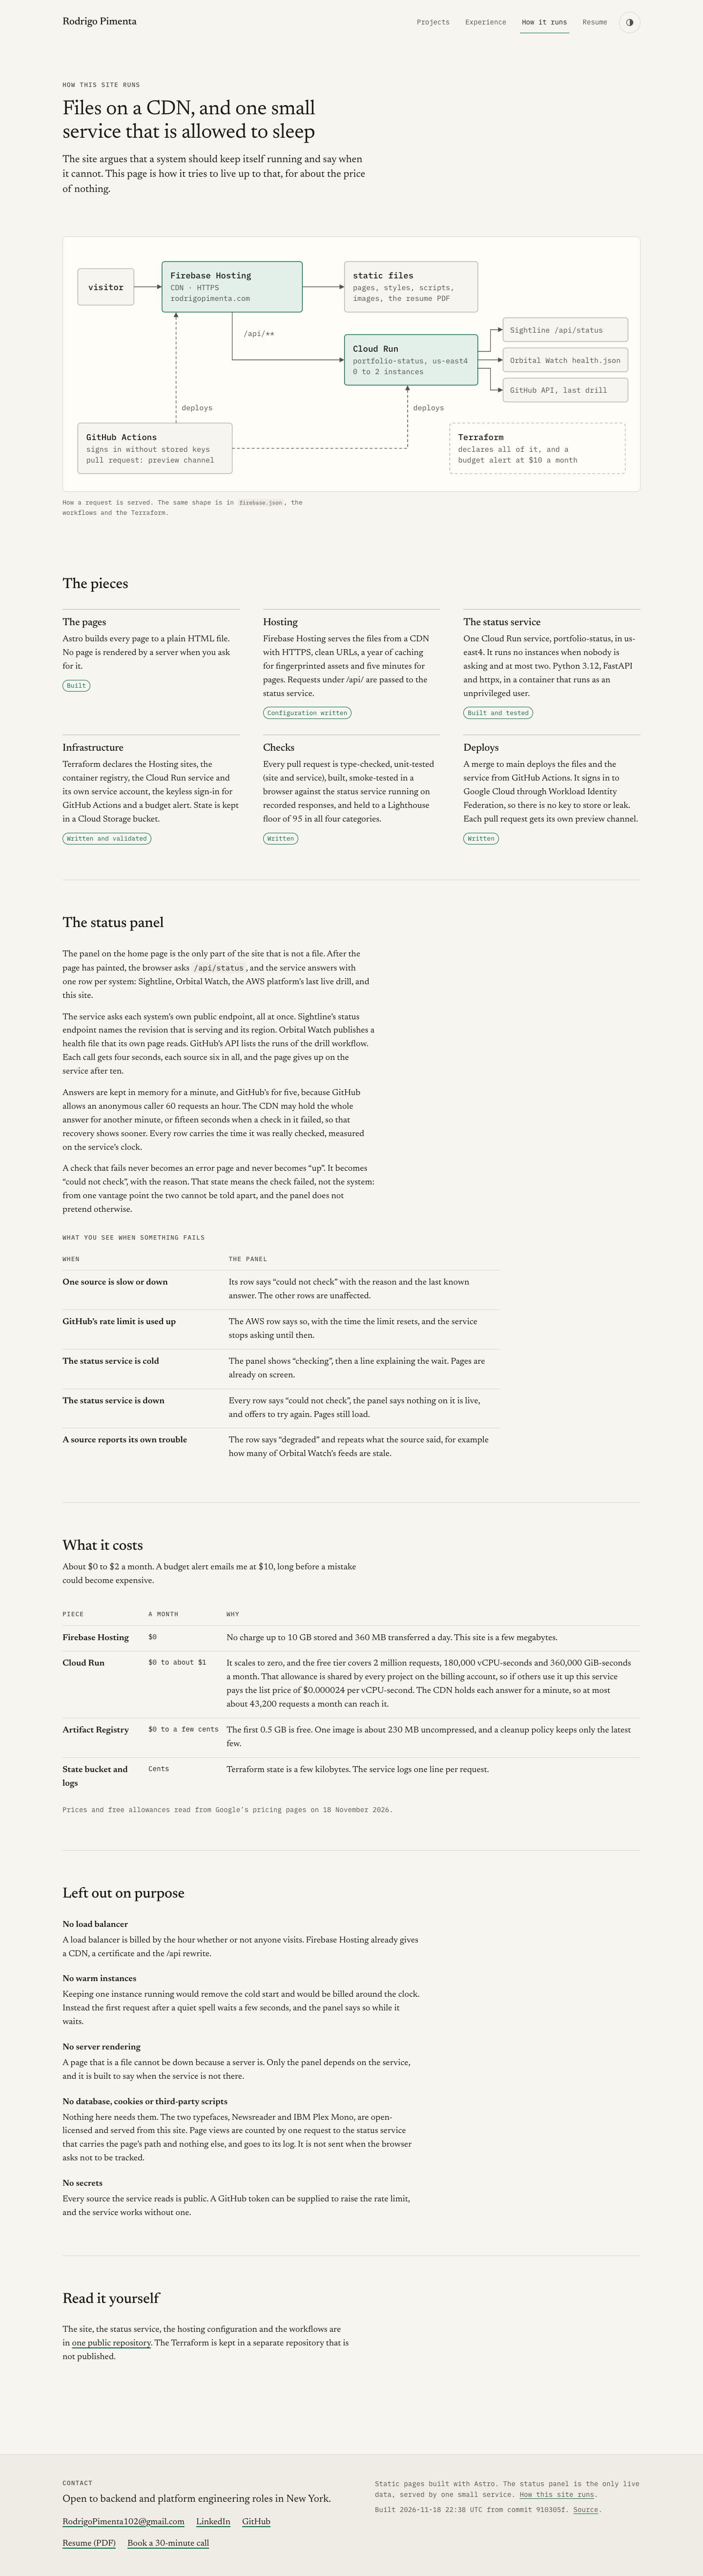 Rodrigo Pimenta
Projects
Experience
How it runs
Resume
HOW THIS SITE RUNS
Files on a CDN, and one small
service that is allowed to sleep
The site argues that a system should keep itself running and say when
it cannot. This page is how it tries to live up to that, for about the price
of nothing.
visitor
Firebase Hosting
CDN · HTTPS
rodrigopimenta.com
static files
pages, styles, scripts,
images, the resume PDF
/api/**
Cloud Run
portfolio-status, us-east4
0 to 2 instances
Sightline /api/status
Orbital Watch health.json
GitHub API, last drill
deploys
deploys
GitHub Actions
signs in without stored keys
pull request: preview channel
Terraform
declares all of it, and a
budget alert at $10 a month
How a request is served. The same shape is in firebase.json, the
workflows and the Terraform.
The pieces
The pages
Astro builds every page to a plain HTML file.
No page is rendered by a server when you ask
for it.
Built
Hosting
Firebase Hosting serves the files from a CDN
with HTTPS, clean URLs, a year of caching
for fingerprinted assets and five minutes for
pages. Requests under /api/ are passed to the
status service.
Configuration written
The status service
One Cloud Run service, portfolio-status, in us-
east4. It runs no instances when nobody is
asking and at most two. Python 3.12, FastAPI
and httpx, in a container that runs as an
unprivileged user.
Built and tested
Infrastructure
Terraform declares the Hosting sites, the
container registry, the Cloud Run service and
its own service account, the keyless sign-in for
GitHub Actions and a budget alert. State is kept
in a Cloud Storage bucket.
Written and validated
Checks
Every pull request is type-checked, unit-tested
(site and service), built, smoke-tested in a
browser against the status service running on
recorded responses, and held to a Lighthouse
floor of 95 in all four categories.
Written
Deploys
A merge to main deploys the files and the
service from GitHub Actions. It signs in to
Google Cloud through Workload Identity
Federation, so there is no key to store or leak.
Each pull request gets its own preview channel.
Written
The status panel
The panel on the home page is the only part of the site that is not a file. After the
page has painted, the browser asks /api/status, and the service answers with
one row per system: Sightline, Orbital Watch, the AWS platform's last live drill, and
this site.
The service asks each system's own public endpoint, all at once. Sightline's status
endpoint names the revision that is serving and its region. Orbital Watch publishes a
health file that its own page reads. GitHub's API lists the runs of the drill workflow.
Each call gets four seconds, each source six in all, and the page gives up on the
service after ten.
Answers are kept in memory for a minute, and GitHub's for five, because GitHub
allows an anonymous caller 60 requests an hour. The CDN may hold the whole
answer for another minute, or fifteen seconds when a check in it failed, so that
recovery shows sooner. Every row carries the time it was really checked, measured
on the service's clock.
A check that fails never becomes an error page and never becomes “up”. It becomes
“could not check”, with the reason. That state means the check failed, not the system:
from one vantage point the two cannot be told apart, and the panel does not
pretend otherwise.
WHAT YOU SEE WHEN SOMETHING FAILS
WHEN
THE PANEL
One source is slow or down
Its row says “could not check” with the reason and the last known
answer. The other rows are unaffected.
GitHub's rate limit is used up
The AWS row says so, with the time the limit resets, and the service
stops asking until then.
The status service is cold
The panel shows “checking”, then a line explaining the wait. Pages are
already on screen.
The status service is down
Every row says “could not check”, the panel says nothing on it is live,
and offers to try again. Pages still load.
A source reports its own trouble
The row says “degraded” and repeats what the source said, for example
how many of Orbital Watch's feeds are stale.
What it costs
About $0 to $2 a month. A budget alert emails me at $10, long before a mistake
could become expensive.
PIECE
A MONTH
WHY
Firebase Hosting
$0
No charge up to 10 GB stored and 360 MB transferred a day. This site is a few megabytes.
Cloud Run
$0 to about $1
It scales to zero, and the free tier covers 2 million requests, 180,000 vCPU-seconds and 360,000 GiB-seconds
a month. That allowance is shared by every project on the billing account, so if others use it up this service
pays the list price of $0.000024 per vCPU-second. The CDN holds each answer for a minute, so at most
about 43,200 requests a month can reach it.
Artifact Registry
$0 to a few cents
The first 0.5 GB is free. One image is about 230 MB uncompressed, and a cleanup policy keeps only the latest
few.
State bucket and
logs
Cents
Terraform state is a few kilobytes. The service logs one line per request.
Prices and free allowances read from Google's pricing pages on 18 November 2026.
Left out on purpose
No load balancer
A load balancer is billed by the hour whether or not anyone visits. Firebase Hosting already gives
a CDN, a certificate and the /api rewrite.
No warm instances
Keeping one instance running would remove the cold start and would be billed around the clock.
Instead the first request after a quiet spell waits a few seconds, and the panel says so while it
waits.
No server rendering
A page that is a file cannot be down because a server is. Only the panel depends on the service,
and it is built to say when the service is not there.
No database, cookies or third-party scripts
Nothing here needs them. The two typefaces, Newsreader and IBM Plex Mono, are open-
licensed and served from this site. Page views are counted by one request to the status service
that carries the page's path and nothing else, and goes to its log. It is not sent when the browser
asks not to be tracked.
No secrets
Every source the service reads is public. A GitHub token can be supplied to raise the rate limit,
and the service works without one.
Read it yourself
The site, the status service, the hosting configuration and the workflows are
in one public repository. The Terraform is kept in a separate repository that is
not published.
CONTACT
Open to backend and platform engineering roles in New York.
RodrigoPimenta102@gmail.com
LinkedIn
GitHub
Resume (PDF)
Book a 30-minute call
Static pages built with Astro. The status panel is the only live
data, served by one small service. How this site runs.
Built 2026-11-18 22:38 UTC from commit 910305f. Source.